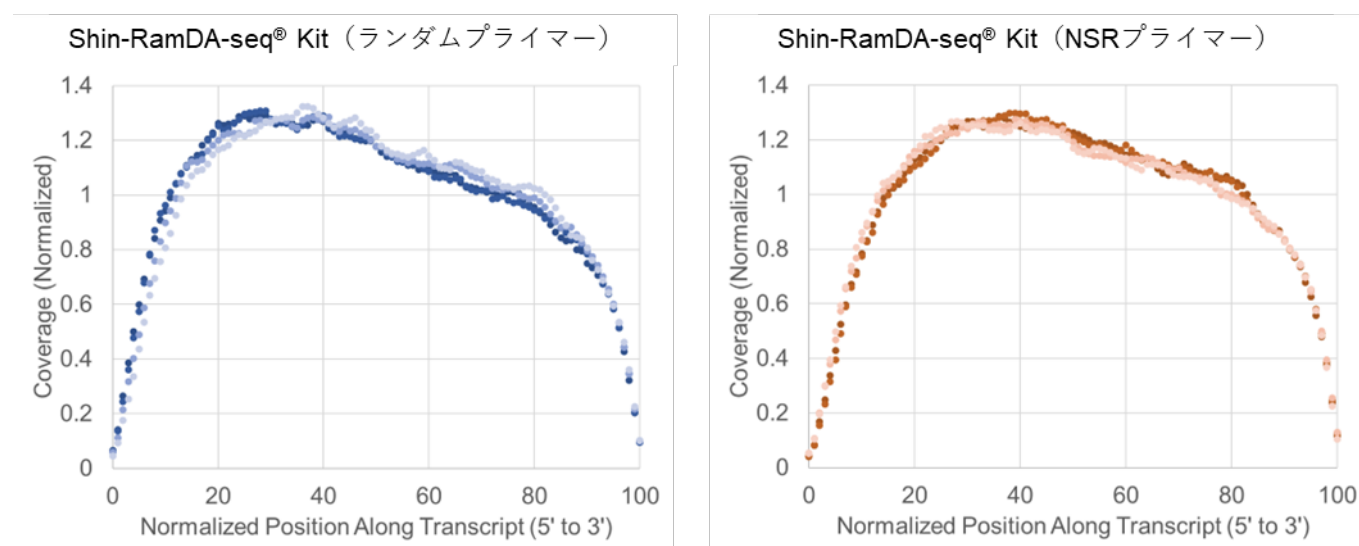 Shin-RamDA-seq® Kit（ランダムプライマー）
1.4
1.2
1
0.8
0.6
0.4
0.2
0
Coverage (Normalized)
0 20 40 60 80 100
Normalized Position Along Transcript (5' to 3')
Shin-RamDA-seq® Kit（NSRプライマー）
1.4
1.2
1
0.8
0.6
0.4
0.2
0
Coverage (Normalized)
0 20 40 60 80 100
Normalized Position Along Transcript (5' to 3')